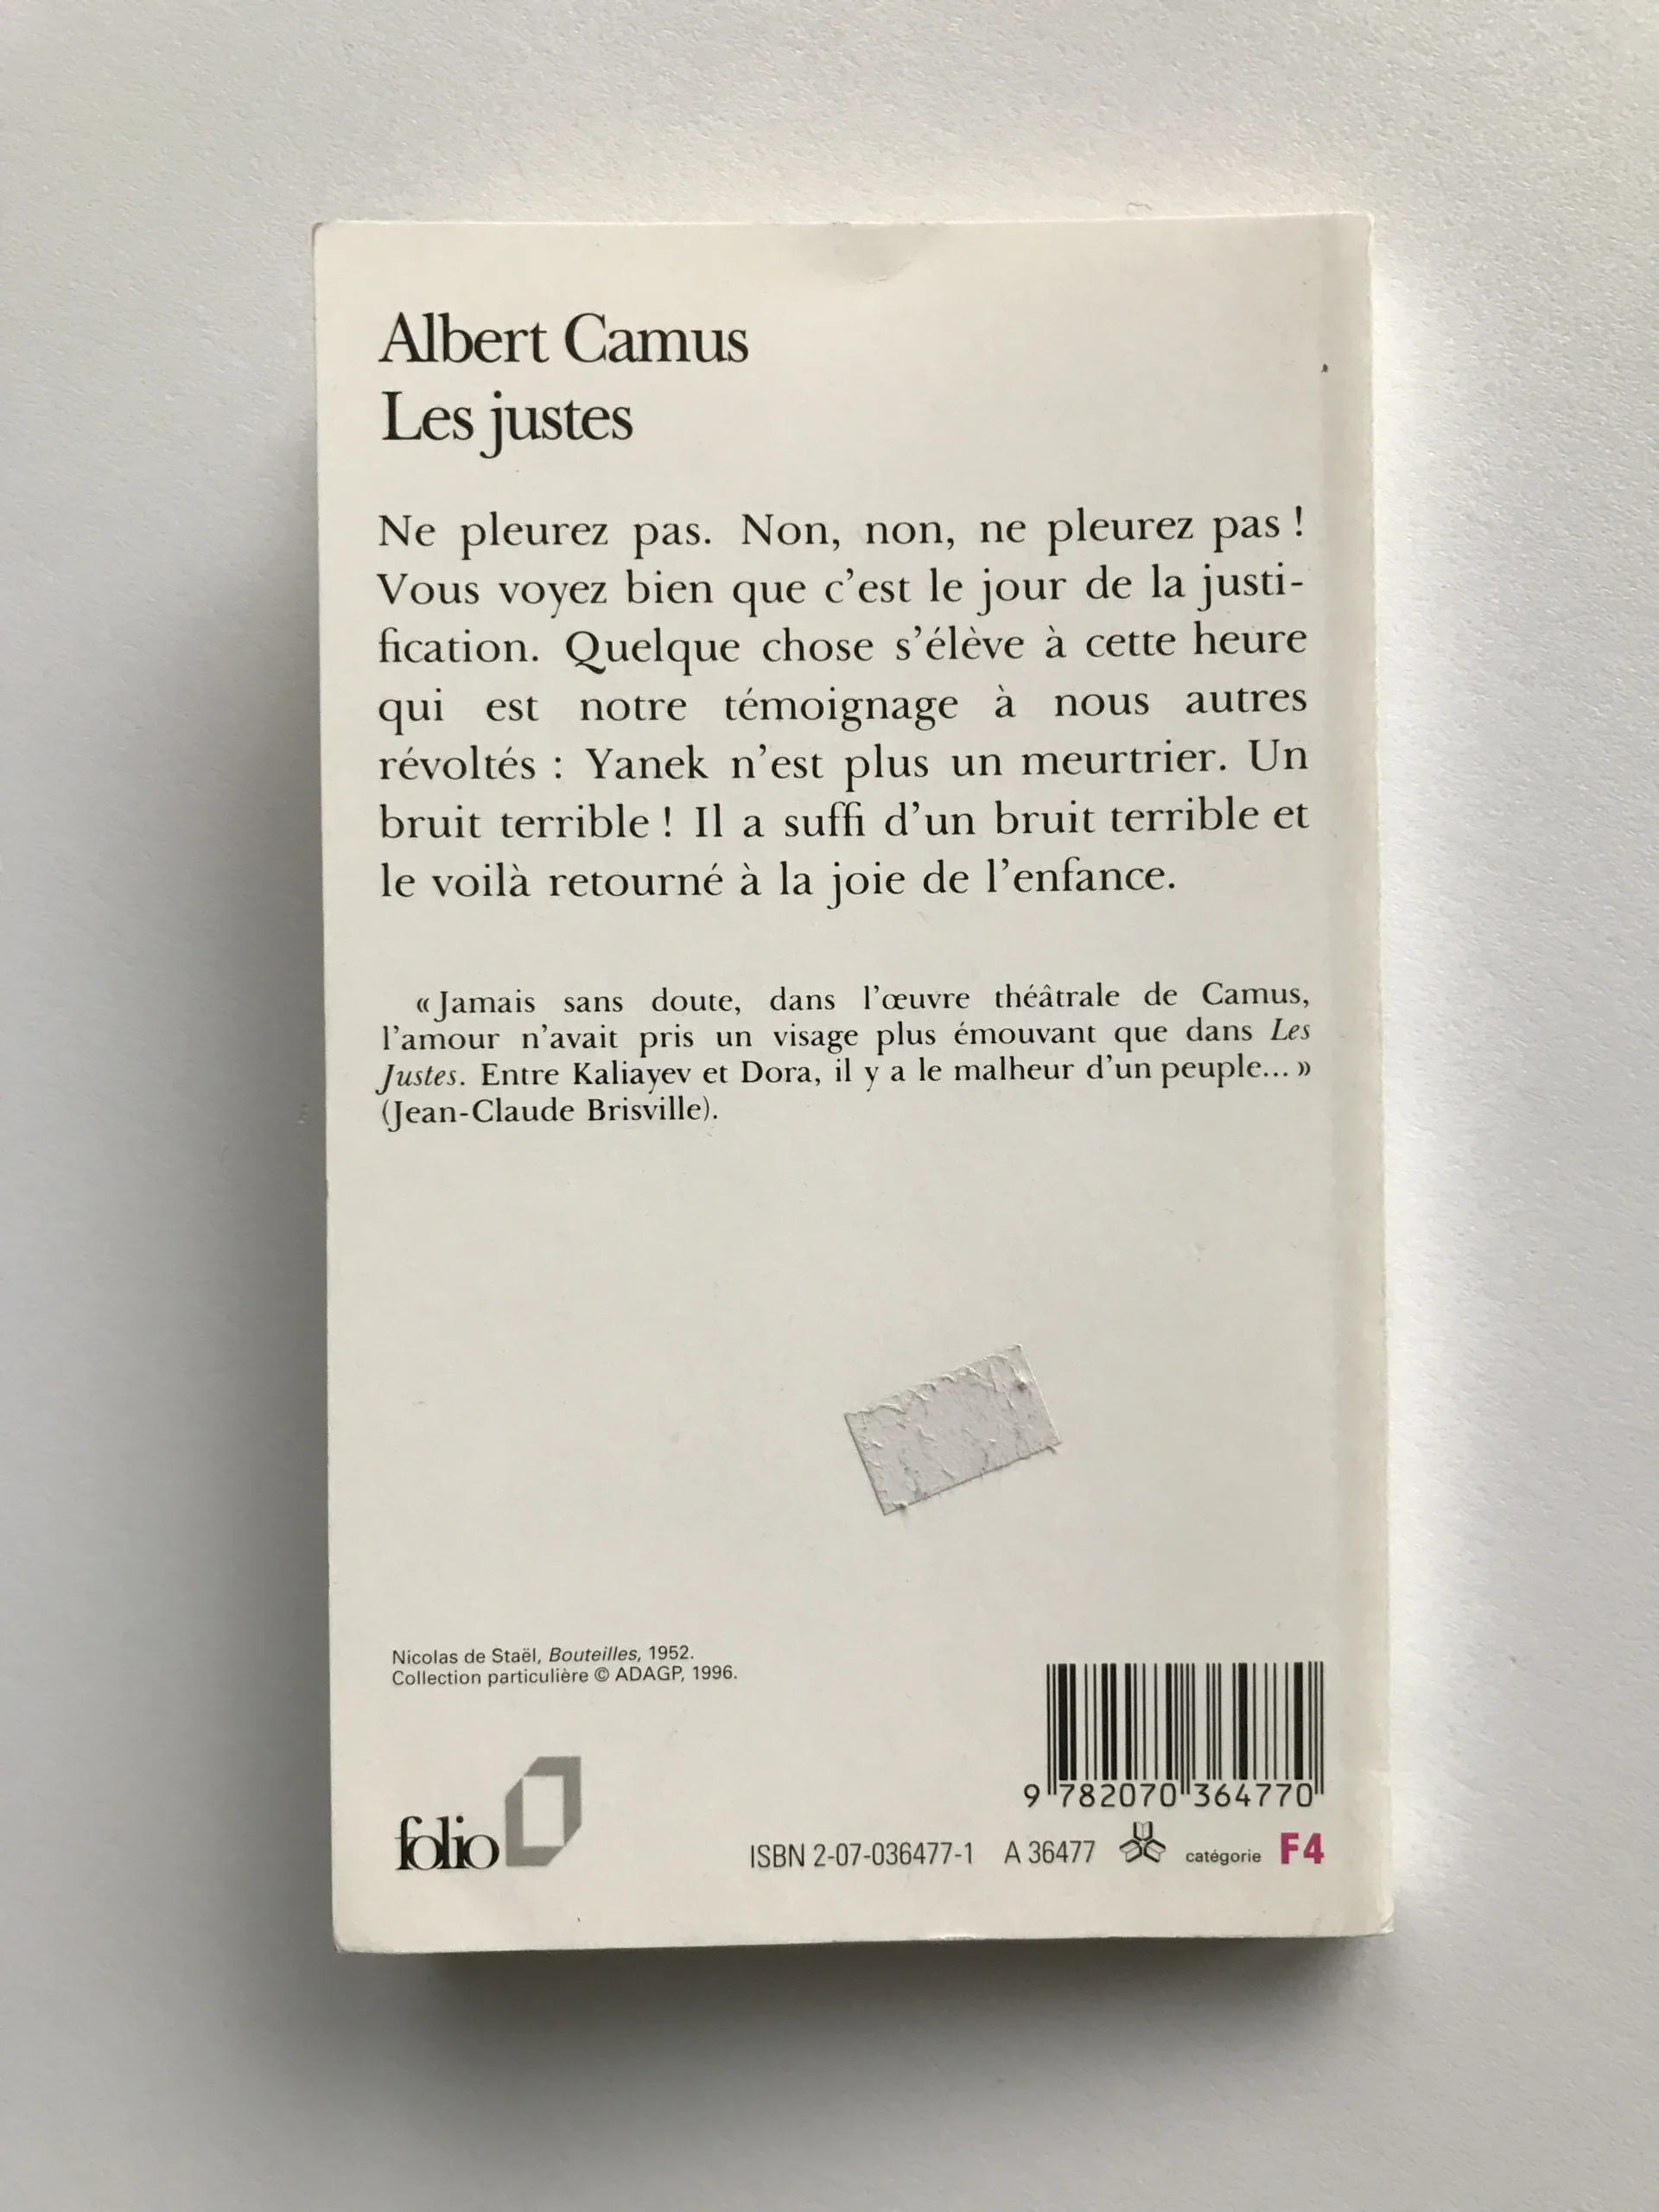 Albert Camus
Les justes
Ne pleurez pas. Non, non, ne pleurez pas !
Vous voyez bien que c’est le jour de la justi-
fication. Quelque chose s’élève à cette heure
qui est notre témoignage à nous autres
révoltés : Yanek n’est plus un meurtrier. Un
bruit terrible ! Il a suffi d’un bruit terrible et
le voilà retourné à la joie de l’enfance.
« Jamais sans doute, dans l’œuvre théâtrale de Camus,
l’amour n’avait pris un visage plus émouvant que dans Les
Justes. Entre Kaliayev et Dora, il y a le malheur d’un peuple... »
(Jean-Claude Brisville).
Nicolas de Staël, Bouteilles, 1952.
Collection particulière © ADAGP, 1996.
9 782070 364770
folio
ISBN 2-07-036477-1 A 36477 catégorie F4